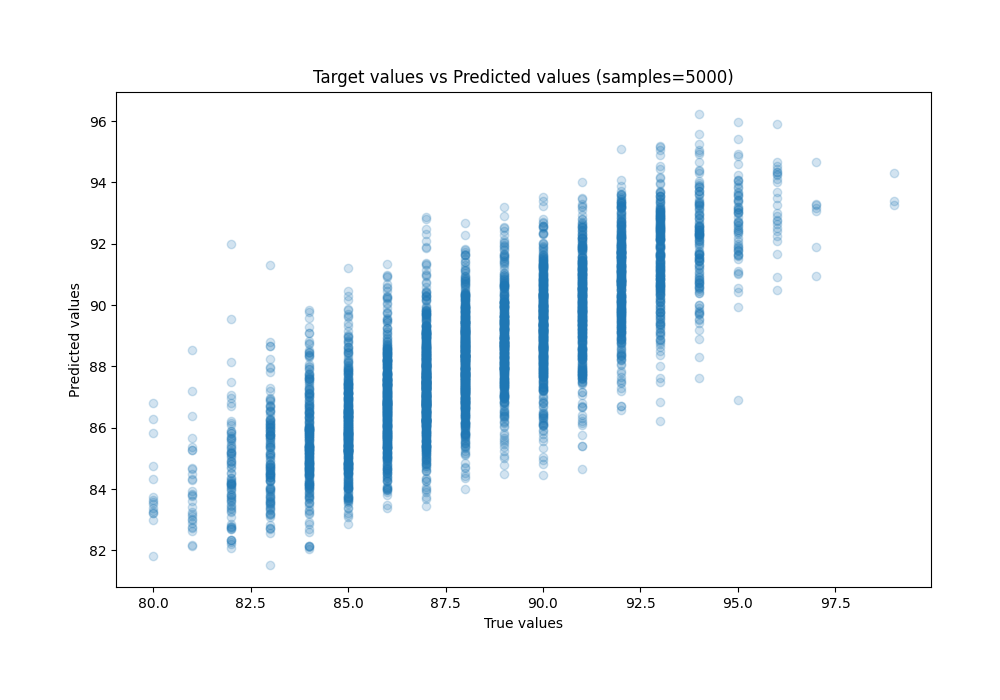 Target values vs Predicted values (samples=5000)
96
94
92
90
88
86
84
82
Predicted values
80.0 82.5 85.0 87.5 90.0 92.5 95.0 97.5
True values